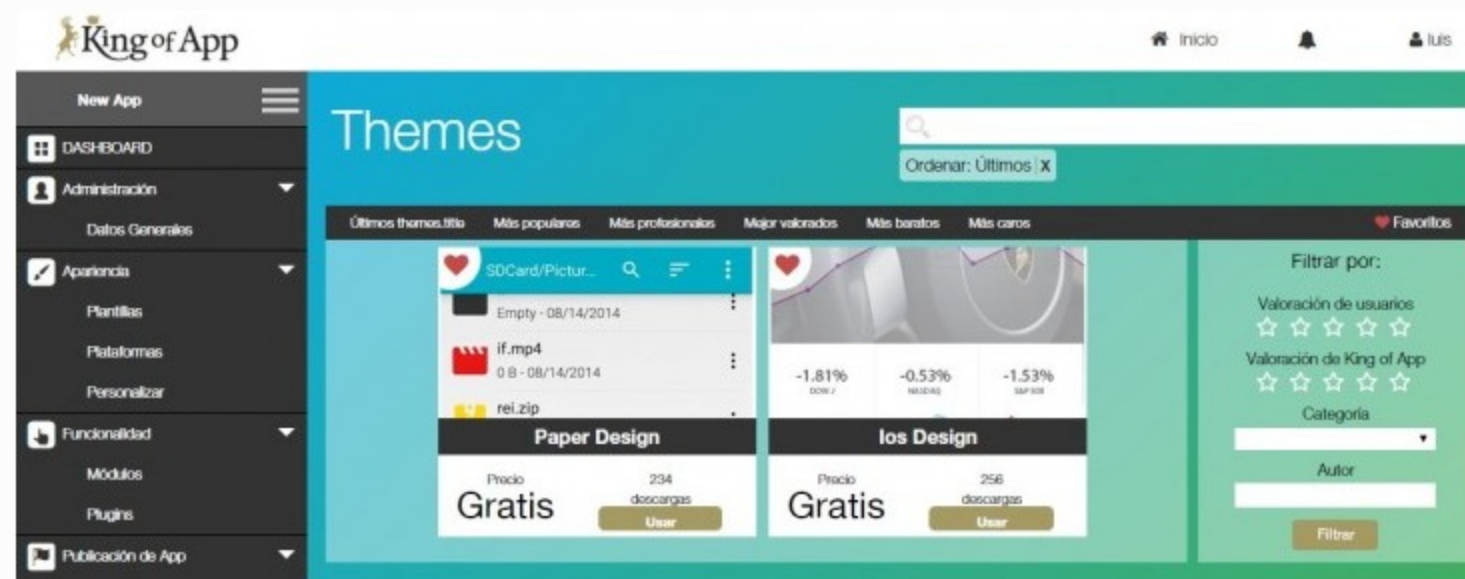 King of App
Inicio
luis
New App
DASHBOARD
Administración
Datos Generales
Apariencia
Plantillas
Plataformas
Personalizar
Funcionalidad
Módulos
Plugins
Publicación de App
Themes
Ordenar: Últimos | X
Últimos themes.title Más populares Más profesionales Mejor valorados Más baratos Más caros Favoritos
SDCard/Pictur...
Empty - 08/14/2014
if.mp4
0 B - 08/14/2014
rei.zip
Paper Design
Precio
Gratis
234
descargas
Usar
-1.81%
DOW J
-0.53%
NASDAQ
-1.53%
S&P 500
Ios Design
Precio
Gratis
256
descargas
Usar
Filtrar por:
Valoración de usuarios
Valoración de King of App
Categoría
Autor
Filtrar